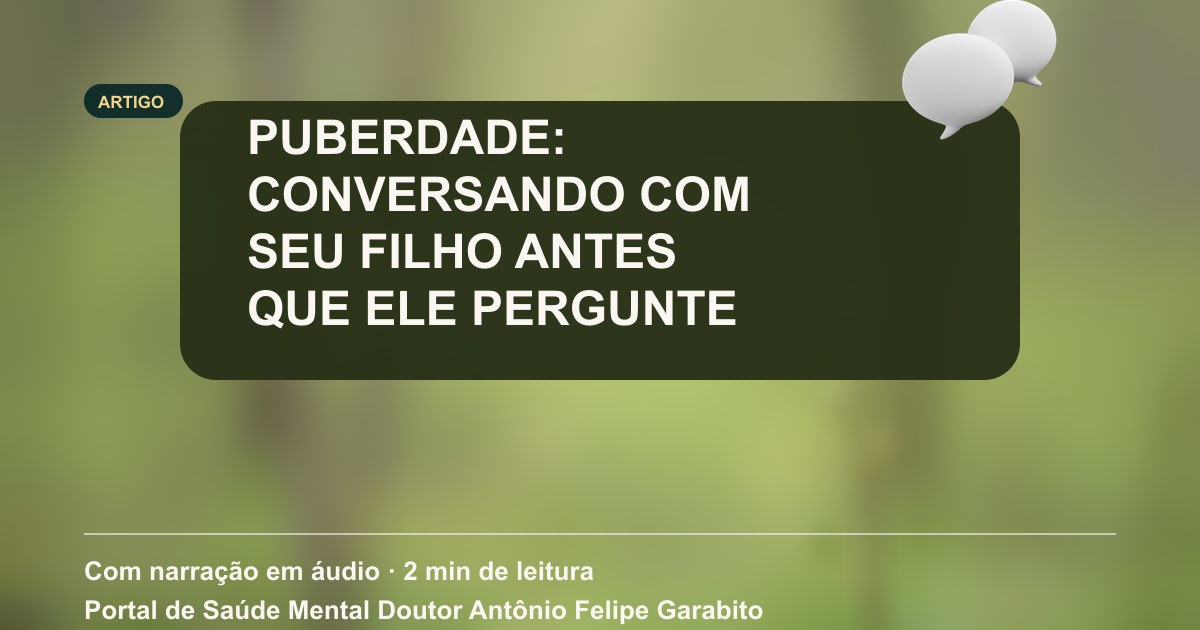 ARTIGO
PUBERDADE:
CONVERSANDO COM
SEU FILHO ANTES
QUE ELE PERGUNTE
Com narração em áudio · 2 min de leitura
Portal de Saúde Mental Doutor Antônio Felipe Garabito